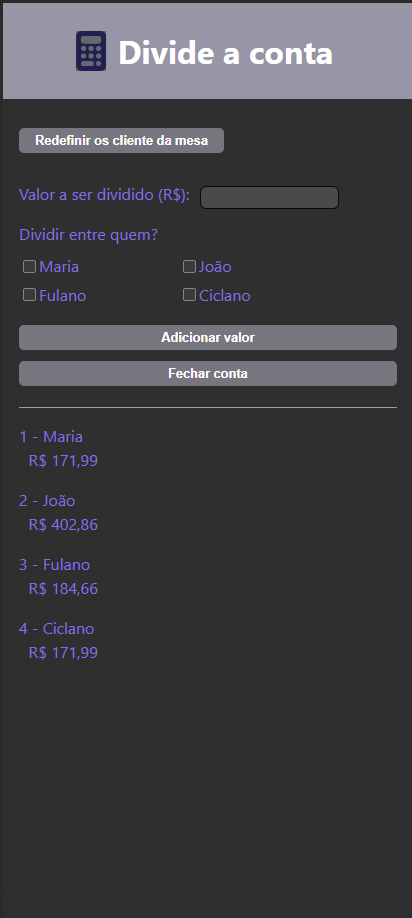 Divide a conta
Redefinir os cliente da mesa
Valor a ser dividido (R$):
Dividir entre quem?
Maria João
Fulano Ciclano
Adicionar valor
Fechar conta
1 - Maria
R$ 171,99
2 - João
R$ 402,86
3 - Fulano
R$ 184,66
4 - Ciclano
R$ 171,99